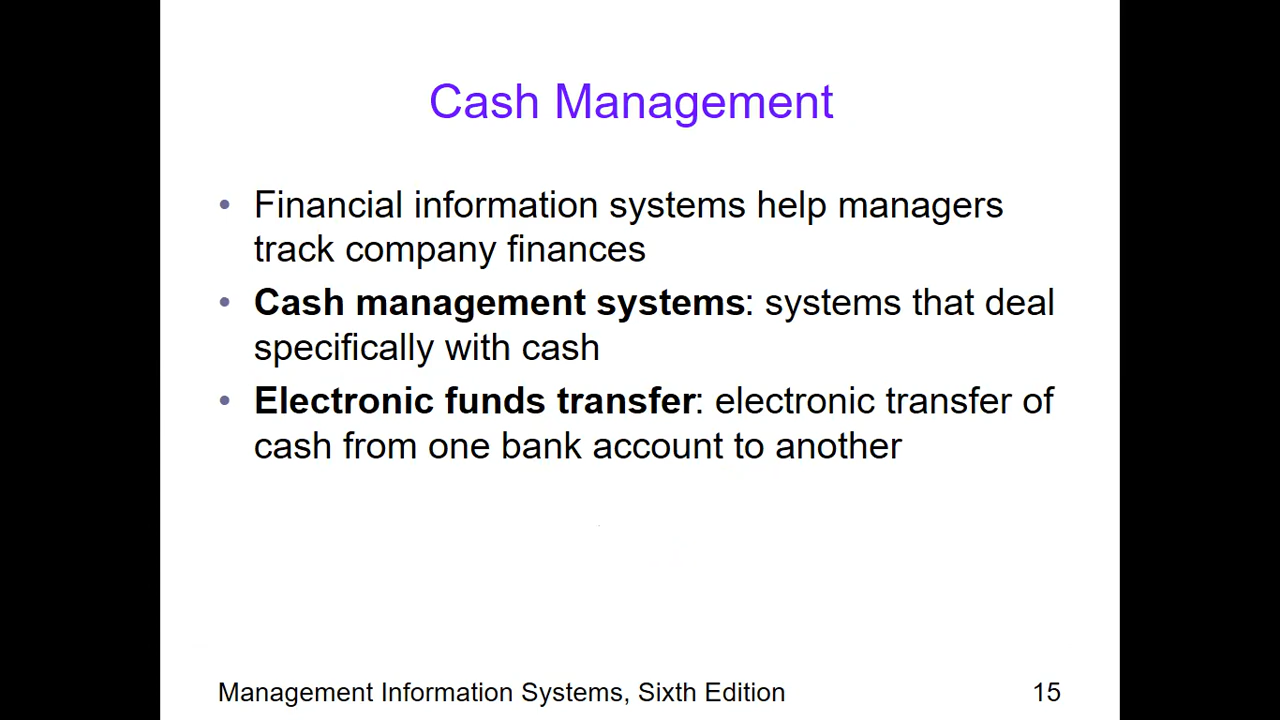 Cash Management
• Financial information systems help managers
track company finances
• Cash management systems: systems that deal
specifically with cash
• Electronic funds transfer: electronic transfer of
cash from one bank account to another
Management Information Systems, Sixth Edition 15